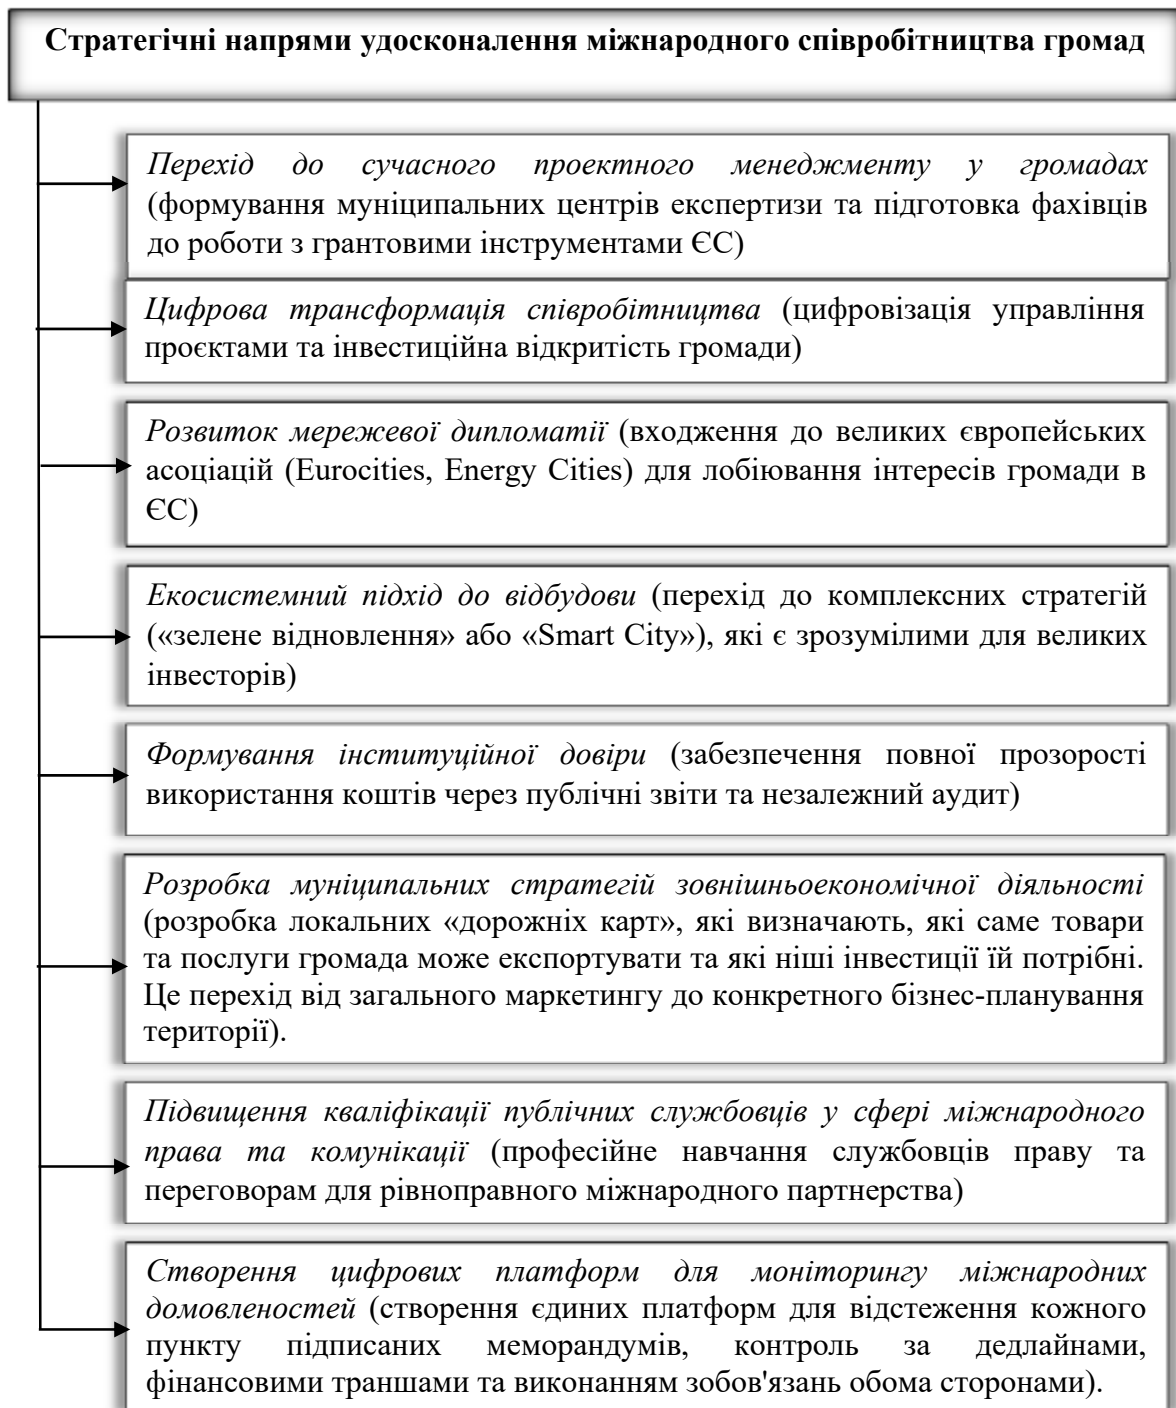 Стратегічні напрями удосконалення міжнародного співробітництва громад
Перехід до сучасного проектного менеджменту у громадах
(формування муніципальних центрів експертизи та підготовка фахівців
до роботи з грантовими інструментами ЄС)
Цифрова трансформація співробітництва (цифровізація управління
проєктами та інвестиційна відкритість громади)
Розвиток мережевої дипломатії (входження до великих європейських
асоціацій (Eurocities, Energy Cities) для лобіювання інтересів громади в
ЄС)
Екосистемний підхід до відбудови (перехід до комплексних стратегій
(«зелене відновлення» або «Smart City»), які є зрозумілими для великих
інвесторів)
Формування інституційної довіри (забезпечення повної прозорості
використання коштів через публічні звіти та незалежний аудит)
Розробка муніципальних стратегій зовнішньоекономічної діяльності
(розробка локальних «дорожніх карт», які визначають, які саме товари
та послуги громада може експортувати та які ніші інвестиції їй потрібні.
Це перехід від загального маркетингу до конкретного бізнес-планування
території).
Підвищення кваліфікації публічних службовців у сфері міжнародного
права та комунікації (професійне навчання службовців праву та
переговорам для рівноправного міжнародного партнерства)
Створення цифрових платформ для моніторингу міжнародних
домовленостей (створення єдиних платформ для відстеження кожного
пункту підписаних меморандумів, контроль за дедлайнами,
фінансовими траншами та виконанням зобов'язань обома сторонами).